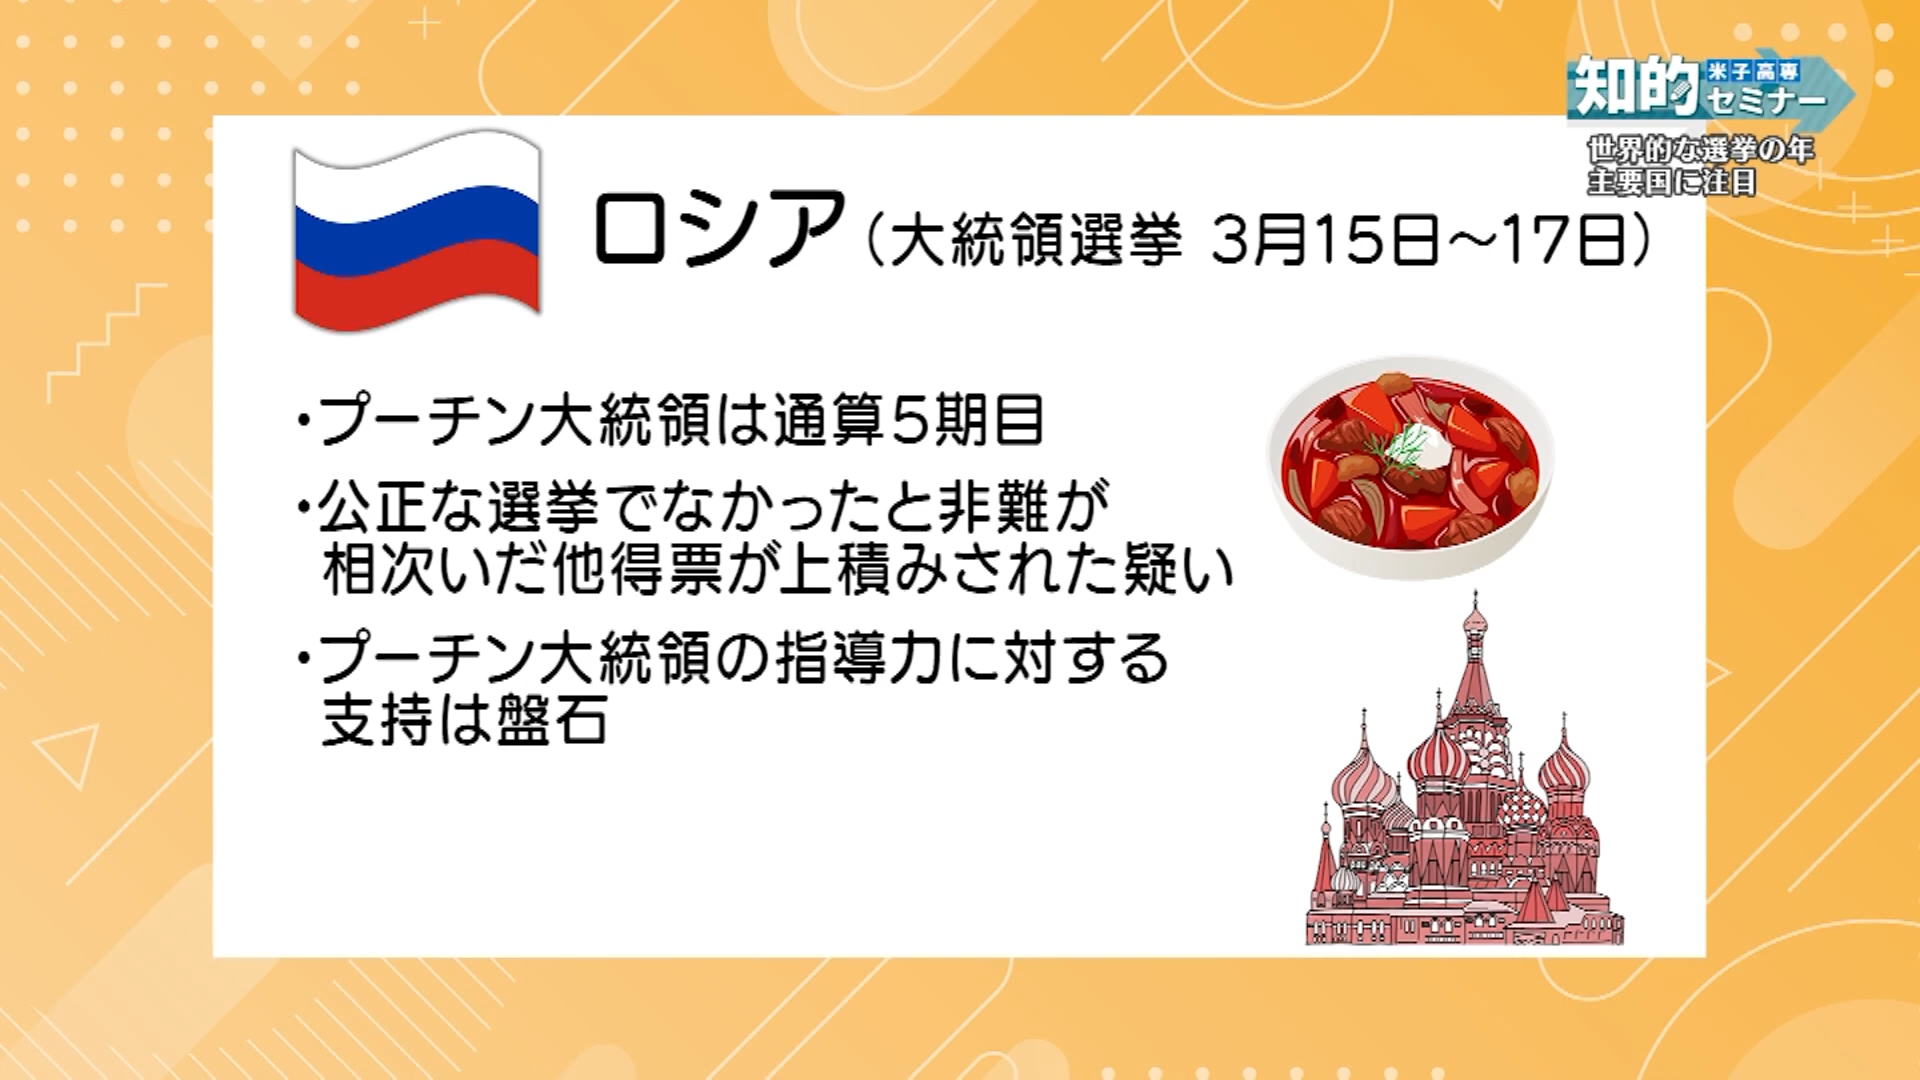 知的
米子高専
セミナー
世界的な選挙の年
主要国に注目
ロシア（大統領選挙 3月15日～17日）
・プーチン大統領は通算5期目
・公正な選挙でなかったと非難が
相次いだ他得票が上積みされた疑い
・プーチン大統領の指導力に対する
支持は盤石